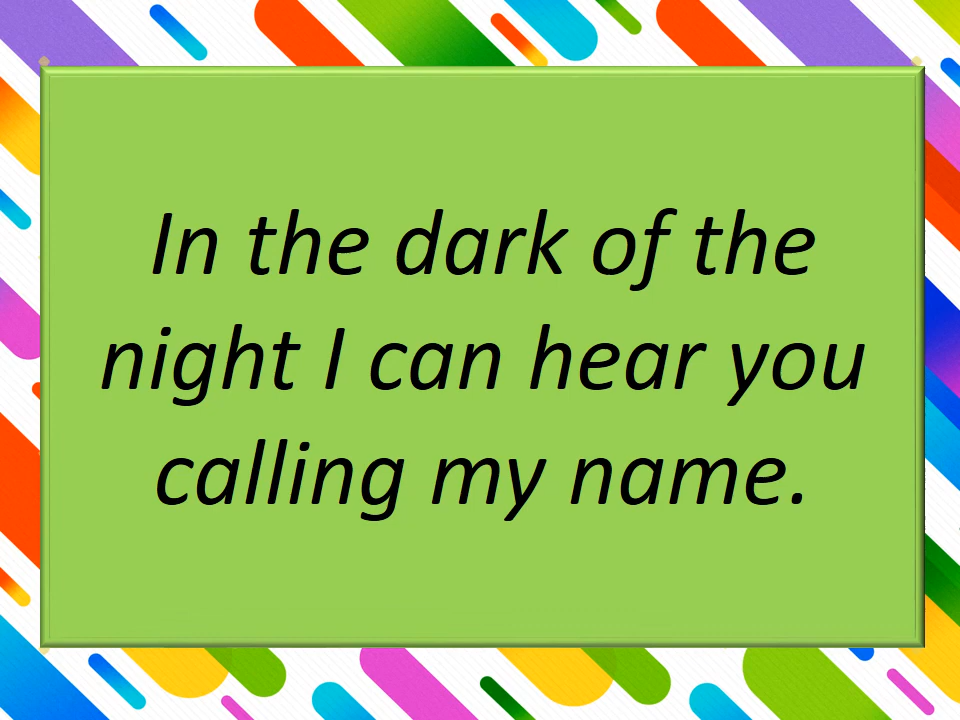 In the dark of the
night I can hear you
calling my name.